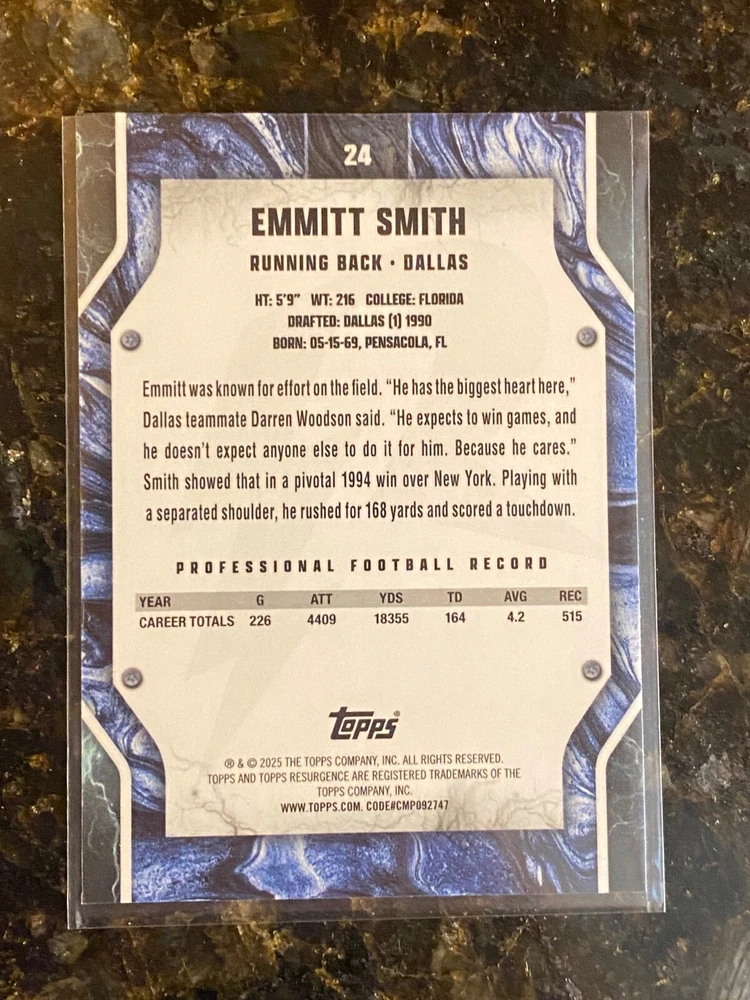 24
EMMITT SMITH
RUNNING BACK • DALLAS
HT: 5'9" WT: 216 COLLEGE: FLORIDA
DRAFTED: DALLAS (1) 1990
BORN: 05-15-69, PENSACOLA, FL
Emmitt was known for effort on the field. "He has the biggest heart here,"
Dallas teammate Darren Woodson said. "He expects to win games, and
he doesn't expect anyone else to do it for him. Because he cares."
Smith showed that in a pivotal 1994 win over New York. Playing with
a separated shoulder, he rushed for 168 yards and scored a touchdown.
PROFESSIONAL FOOTBALL RECORD
YEAR G ATT YDS TD AVG REC
CAREER TOTALS 226 4409 18355 164 4.2 515
topps®
® & © 2025 THE TOPPS COMPANY, INC. ALL RIGHTS RESERVED.
TOPPS AND TOPPS RESURGENCE ARE REGISTERED TRADEMARKS OF THE
TOPPS COMPANY, INC.
WWW.TOPPS.COM. CODE#CMP092747